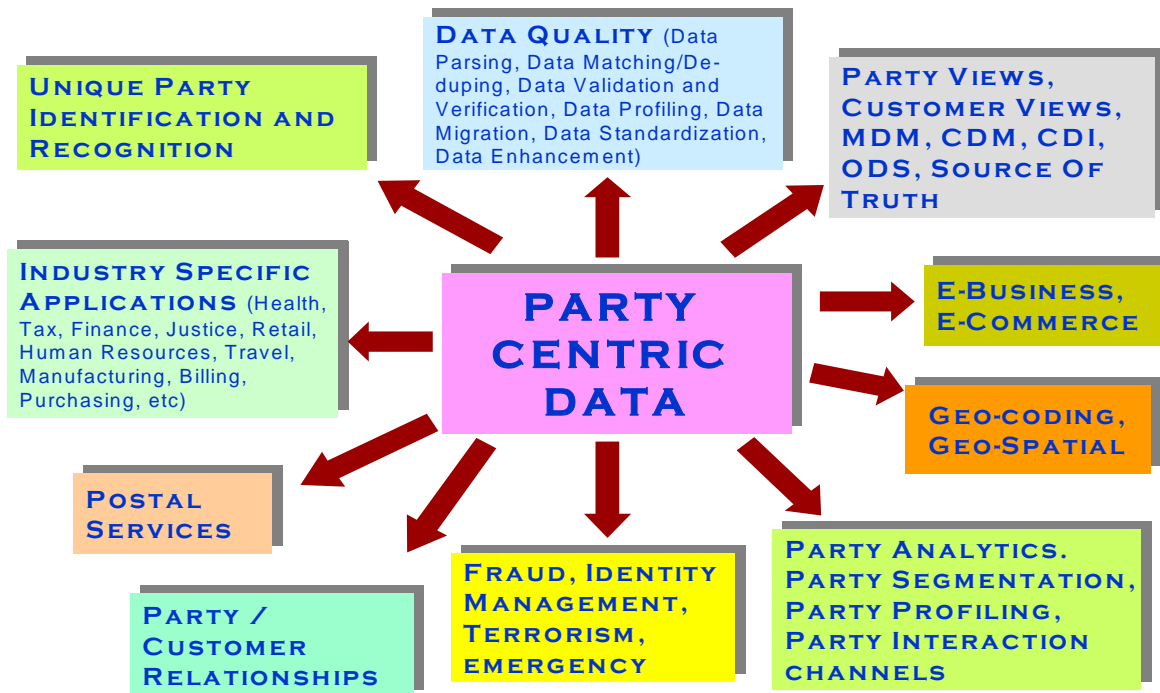 Unique Party
Identification and
Recognition
Data Quality (Data
Parsing, Data Matching/De-
duping, Data Validation and
Verification, Data Profiling, Data
Migration, Data Standardization,
Data Enhancement)
Party Views,
Customer Views,
MDM, CDM, CDI,
ODS, Source Of
Truth
Industry Specific
Applications (Health,
Tax, Finance, Justice, Retail,
Human Resources, Travel,
Manufacturing, Billing,
Purchasing, etc)
PARTY
CENTRIC
DATA
E-Business,
E-Commerce
Geo-coding,
Geo-Spatial
Postal
Services
Party /
Customer
Relationships
Fraud, Identity
Management,
Terrorism,
emergency
Party Analytics.
Party Segmentation,
Party Profiling,
Party Interaction
channels